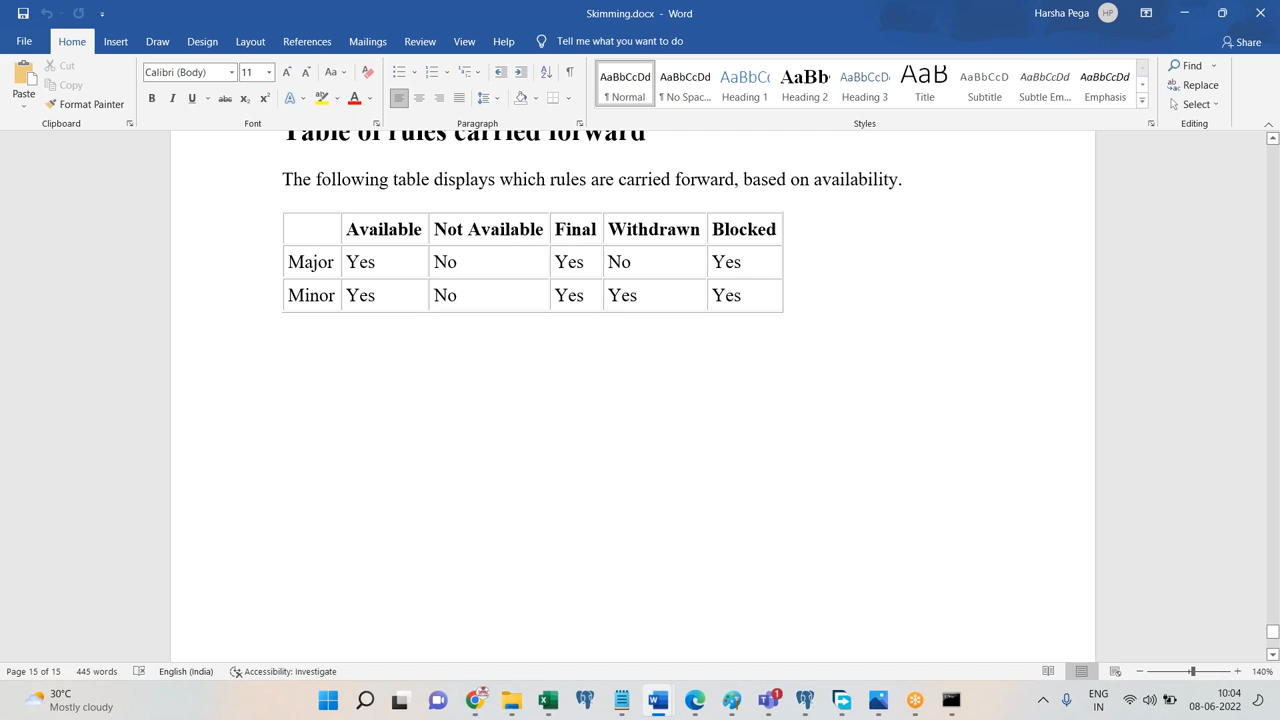 Skimming.docx - Word
Harsha Pega HP
File Home Insert Draw Design Layout References Mailings Review View Help Tell me what you want to do Share
Paste
Cut
Copy
Format Painter
Calibri (Body) 11
AaBbCcDd AaBbCcDd AaBbCc AaBb AaBbCcDd AaB AaBbCcDd AaBbCcDd AaBbCcDd
¶ Normal ¶ No Spac... Heading 1 Heading 2 Heading 3 Title Subtitle Subtle Em... Emphasis
Find
Replace
Select
Clipboard Font Paragraph Styles Editing
Table of rules carried forward
The following table displays which rules are carried forward, based on availability.
Available Not Available Final Withdrawn Blocked
Major Yes No Yes No Yes
Minor Yes No Yes Yes Yes
Page 15 of 15 445 words English (India) Accessibility: Investigate 140%
30°C
Mostly cloudy
ENG
IN
10:04
08-06-2022